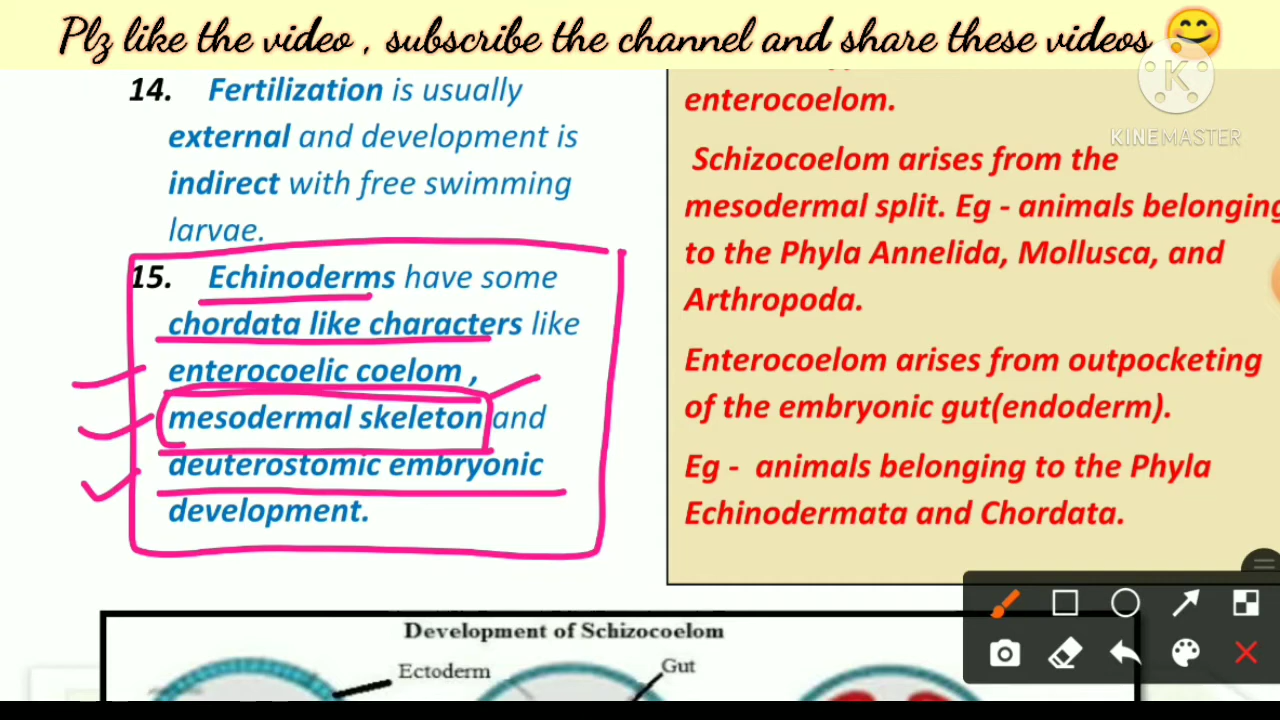 Plz like the video , subscribe the channel and share these videos
KINEMASTER
14. Fertilization is usually
external and development is
indirect with free swimming
larvae.
15. Echinoderms have some
chordata like characters like
enterocoelic coelom ,
mesodermal skeleton and
deuterostomic embryonic
development.
enterocoelom.
Schizocoelom arises from the
mesodermal split. Eg - animals belonging
to the Phyla Annelida, Mollusca, and
Arthropoda.
Enterocoelom arises from outpocketing
of the embryonic gut(endoderm).
Eg - animals belonging to the Phyla
Echinodermata and Chordata.
Development of Schizocoelom
Ectoderm
Gut